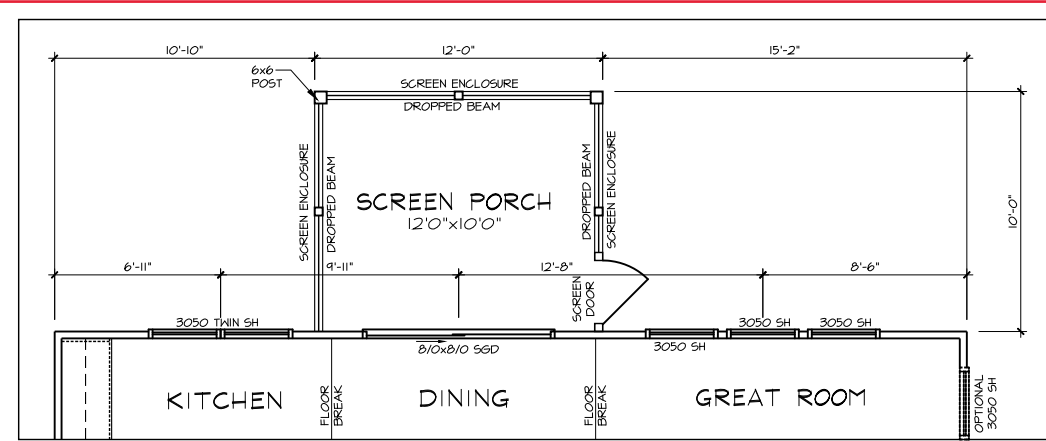 10'-10"
12'-0"
15'-2"
6x6
POST
SCREEN ENCLOSURE
DROPPED BEAM
SCREEN ENCLOSURE
DROPPED BEAM
SCREEN PORCH
12'0"x10'0"
DROPPED BEAM
SCREEN ENCLOSURE
10'-0"
6'-11"
9'-11"
12'-8"
8'-6"
SCREEN
DOOR
3050 TWIN SH
8/0x8/0 SGD
3050 SH
3050 SH
3050 SH
KITCHEN
FLOOR
BREAK
DINING
FLOOR
BREAK
GREAT ROOM
OPTIONAL
3050 SH